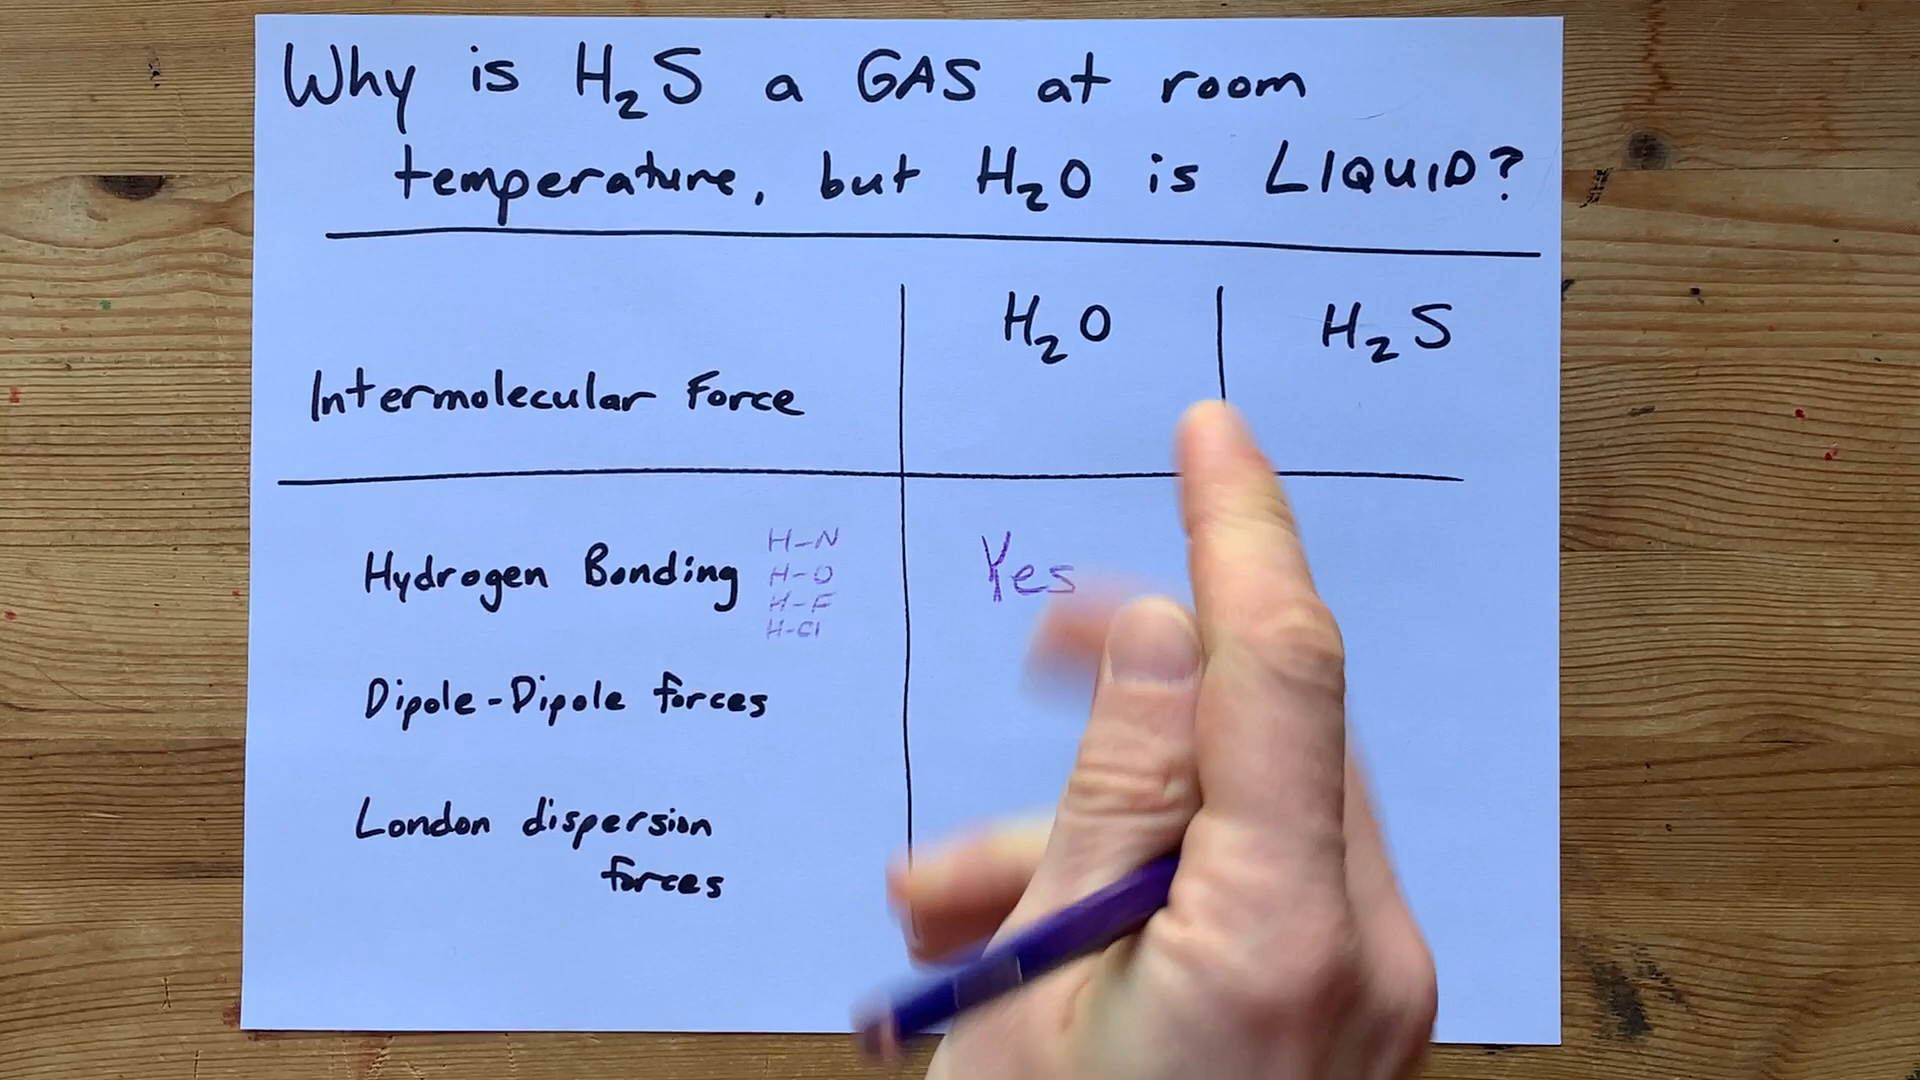 Why is H₂S a GAS at room
temperature, but H₂O is LIQUID?
H₂O H₂S
Intermolecular Force
Hydrogen Bonding Yes
H-N
H-O
H-F
H-Cl
Dipole-Dipole forces
London dispersion
forces